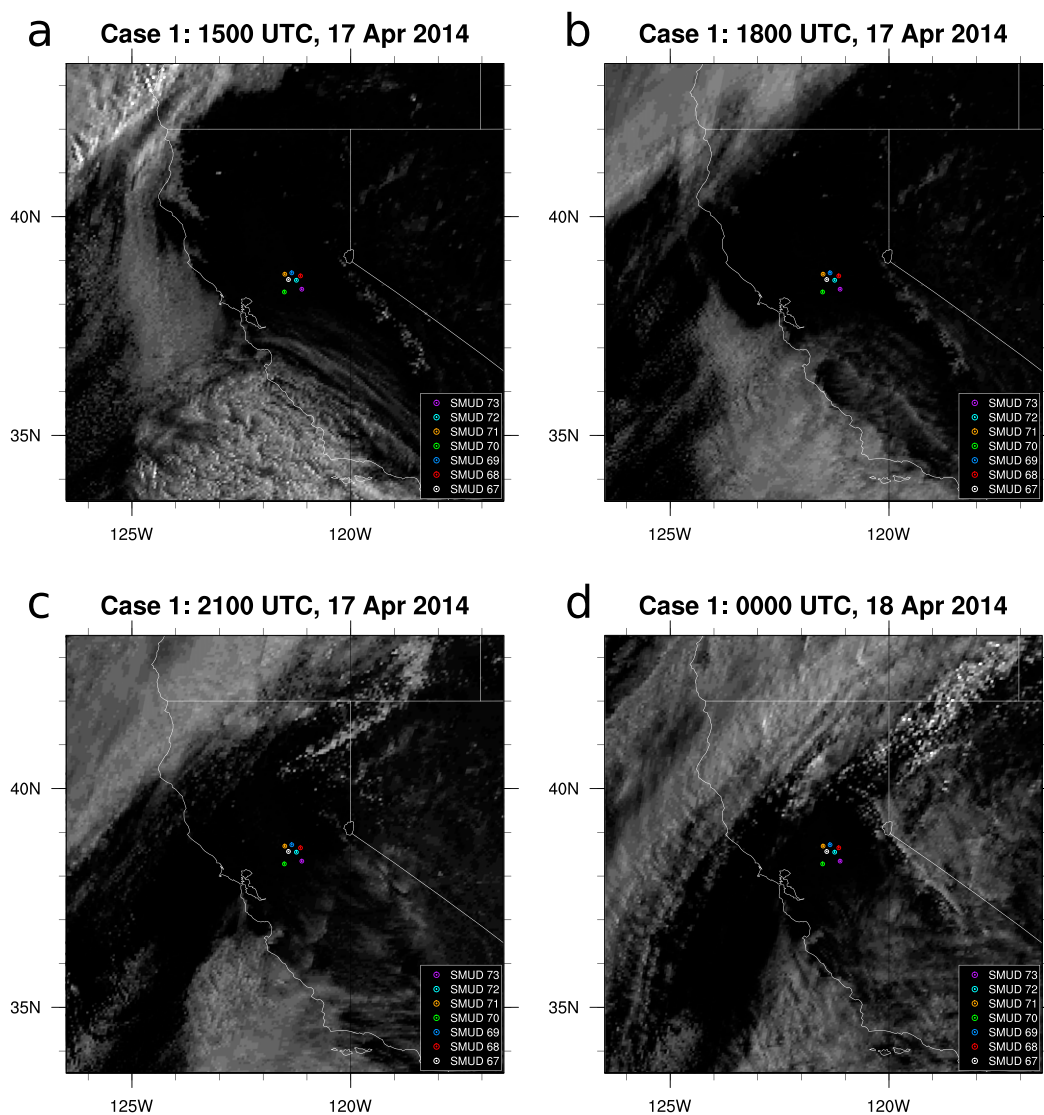 a Case 1: 1500 UTC, 17 Apr 2014
40N
35N
125W 120W
SMUD 73
SMUD 72
SMUD 71
SMUD 70
SMUD 69
SMUD 68
SMUD 67
b Case 1: 1800 UTC, 17 Apr 2014
40N
35N
125W 120W
SMUD 73
SMUD 72
SMUD 71
SMUD 70
SMUD 69
SMUD 68
SMUD 67
c Case 1: 2100 UTC, 17 Apr 2014
40N
35N
125W 120W
SMUD 73
SMUD 72
SMUD 71
SMUD 70
SMUD 69
SMUD 68
SMUD 67
d Case 1: 0000 UTC, 18 Apr 2014
40N
35N
125W 120W
SMUD 73
SMUD 72
SMUD 71
SMUD 70
SMUD 69
SMUD 68
SMUD 67